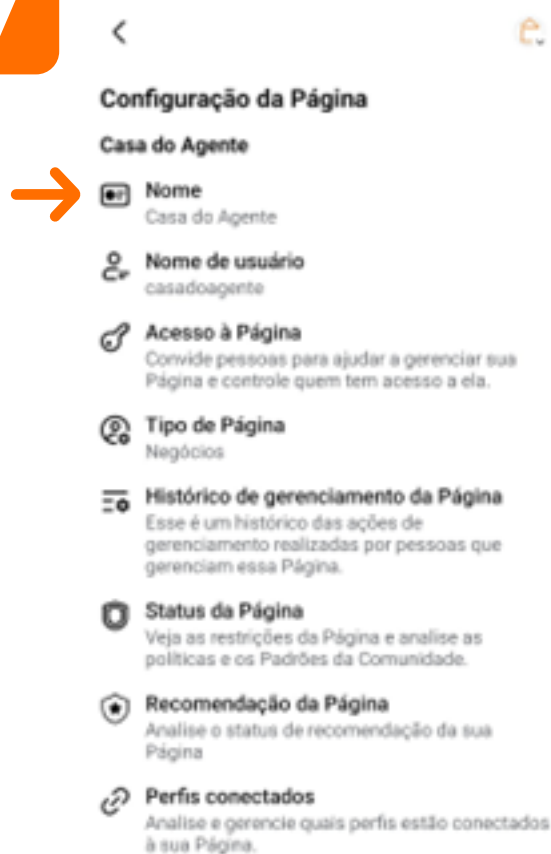 Configuração da Página
Casa do Agente
Nome
Casa do Agente
Nome de usuário
casadoagente
Acesso à Página
Convide pessoas para ajudar a gerenciar sua
Página e controle quem tem acesso a ela.
Tipo de Página
Negócios
Histórico de gerenciamento da Página
Esse é um histórico das ações de
gerenciamento realizadas por pessoas que
gerenciam essa Página.
Status da Página
Veja as restrições da Página e analise as
políticas e os Padrões da Comunidade.
Recomendação da Página
Analise o status de recomendação da sua
Página
Perfis conectados
Analise e gerencie quais perfis estão conectados
à sua Página.